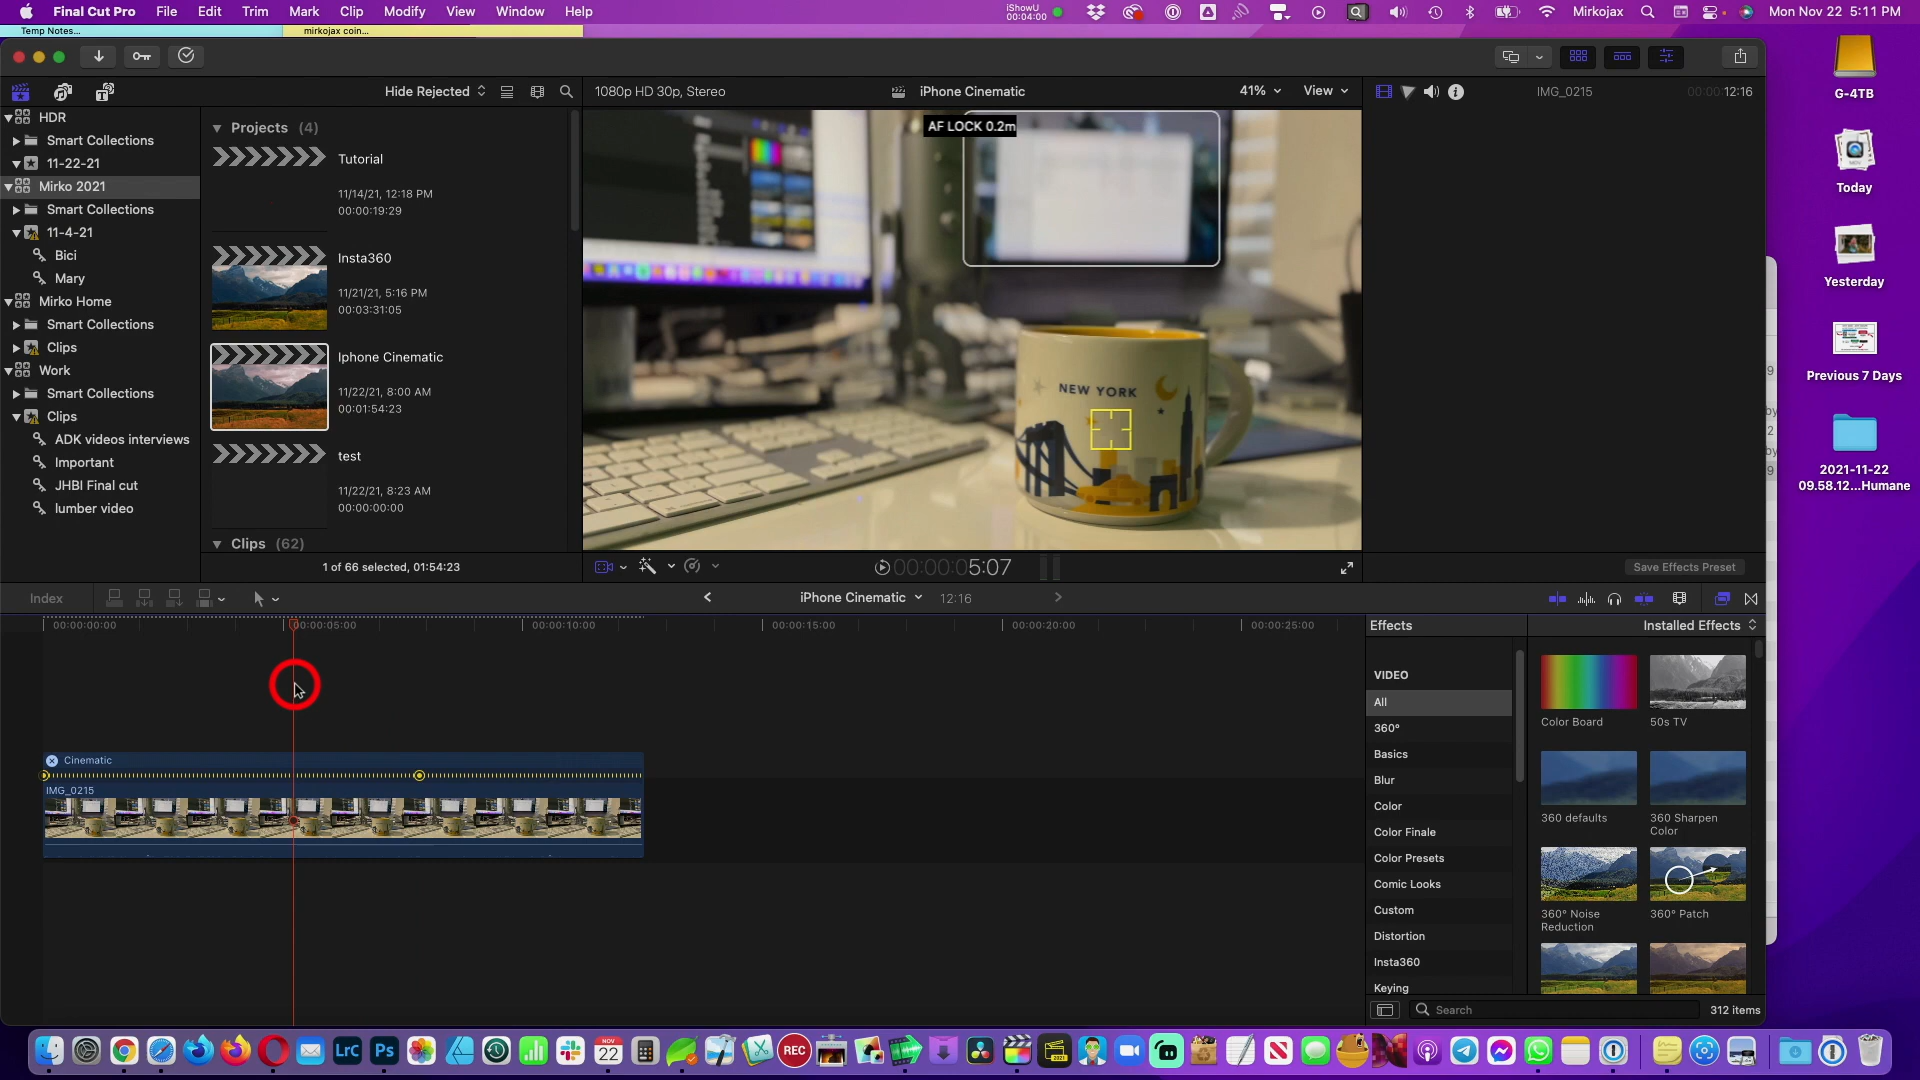 Final Cut Pro File Edit Trim Mark Clip Modify View Window Help
iShowU
00:04:00
Mirkojax
Mon Nov 22 5:11 PM
Temp Notes...
mirkojax coin...
Hide Rejected
1080p HD 30p, Stereo
iPhone Cinematic
41%
View
IMG_0215
00:00:12:16
HDR
Smart Collections
11-22-21
Mirko 2021
Smart Collections
11-4-21
Bici
Mary
Mirko Home
Smart Collections
Clips
Work
Smart Collections
Clips
ADK videos interviews
Important
JHBI Final cut
lumber video
Projects (4)
Tutorial
11/14/21, 12:18 PM
00:00:19:29
Insta360
11/21/21, 5:16 PM
00:03:31:05
Iphone Cinematic
11/22/21, 8:00 AM
00:01:54:23
test
11/22/21, 8:23 AM
00:00:00:00
Clips (62)
1 of 66 selected, 01:54:23
AF LOCK 0.2m
NEW YORK
00:00:05:07
Save Effects Preset
Index
iPhone Cinematic
12:16
00:00:00:00
00:00:05:00
00:00:10:00
00:00:15:00
00:00:20:00
00:00:25:00
Cinematic
IMG_0215
Effects
Installed Effects
VIDEO
All
360°
Basics
Blur
Color
Color Finale
Color Presets
Comic Looks
Custom
Distortion
Insta360
Keying
Color Board
50s TV
360 defaults
360 Sharpen
Color
360° Noise
Reduction
360° Patch
Search
312 items
G-4TB
Today
Yesterday
Previous 7 Days
2021-11-22
09.58.12...Humane
LrC
Ps
NOV
22
REC
2021